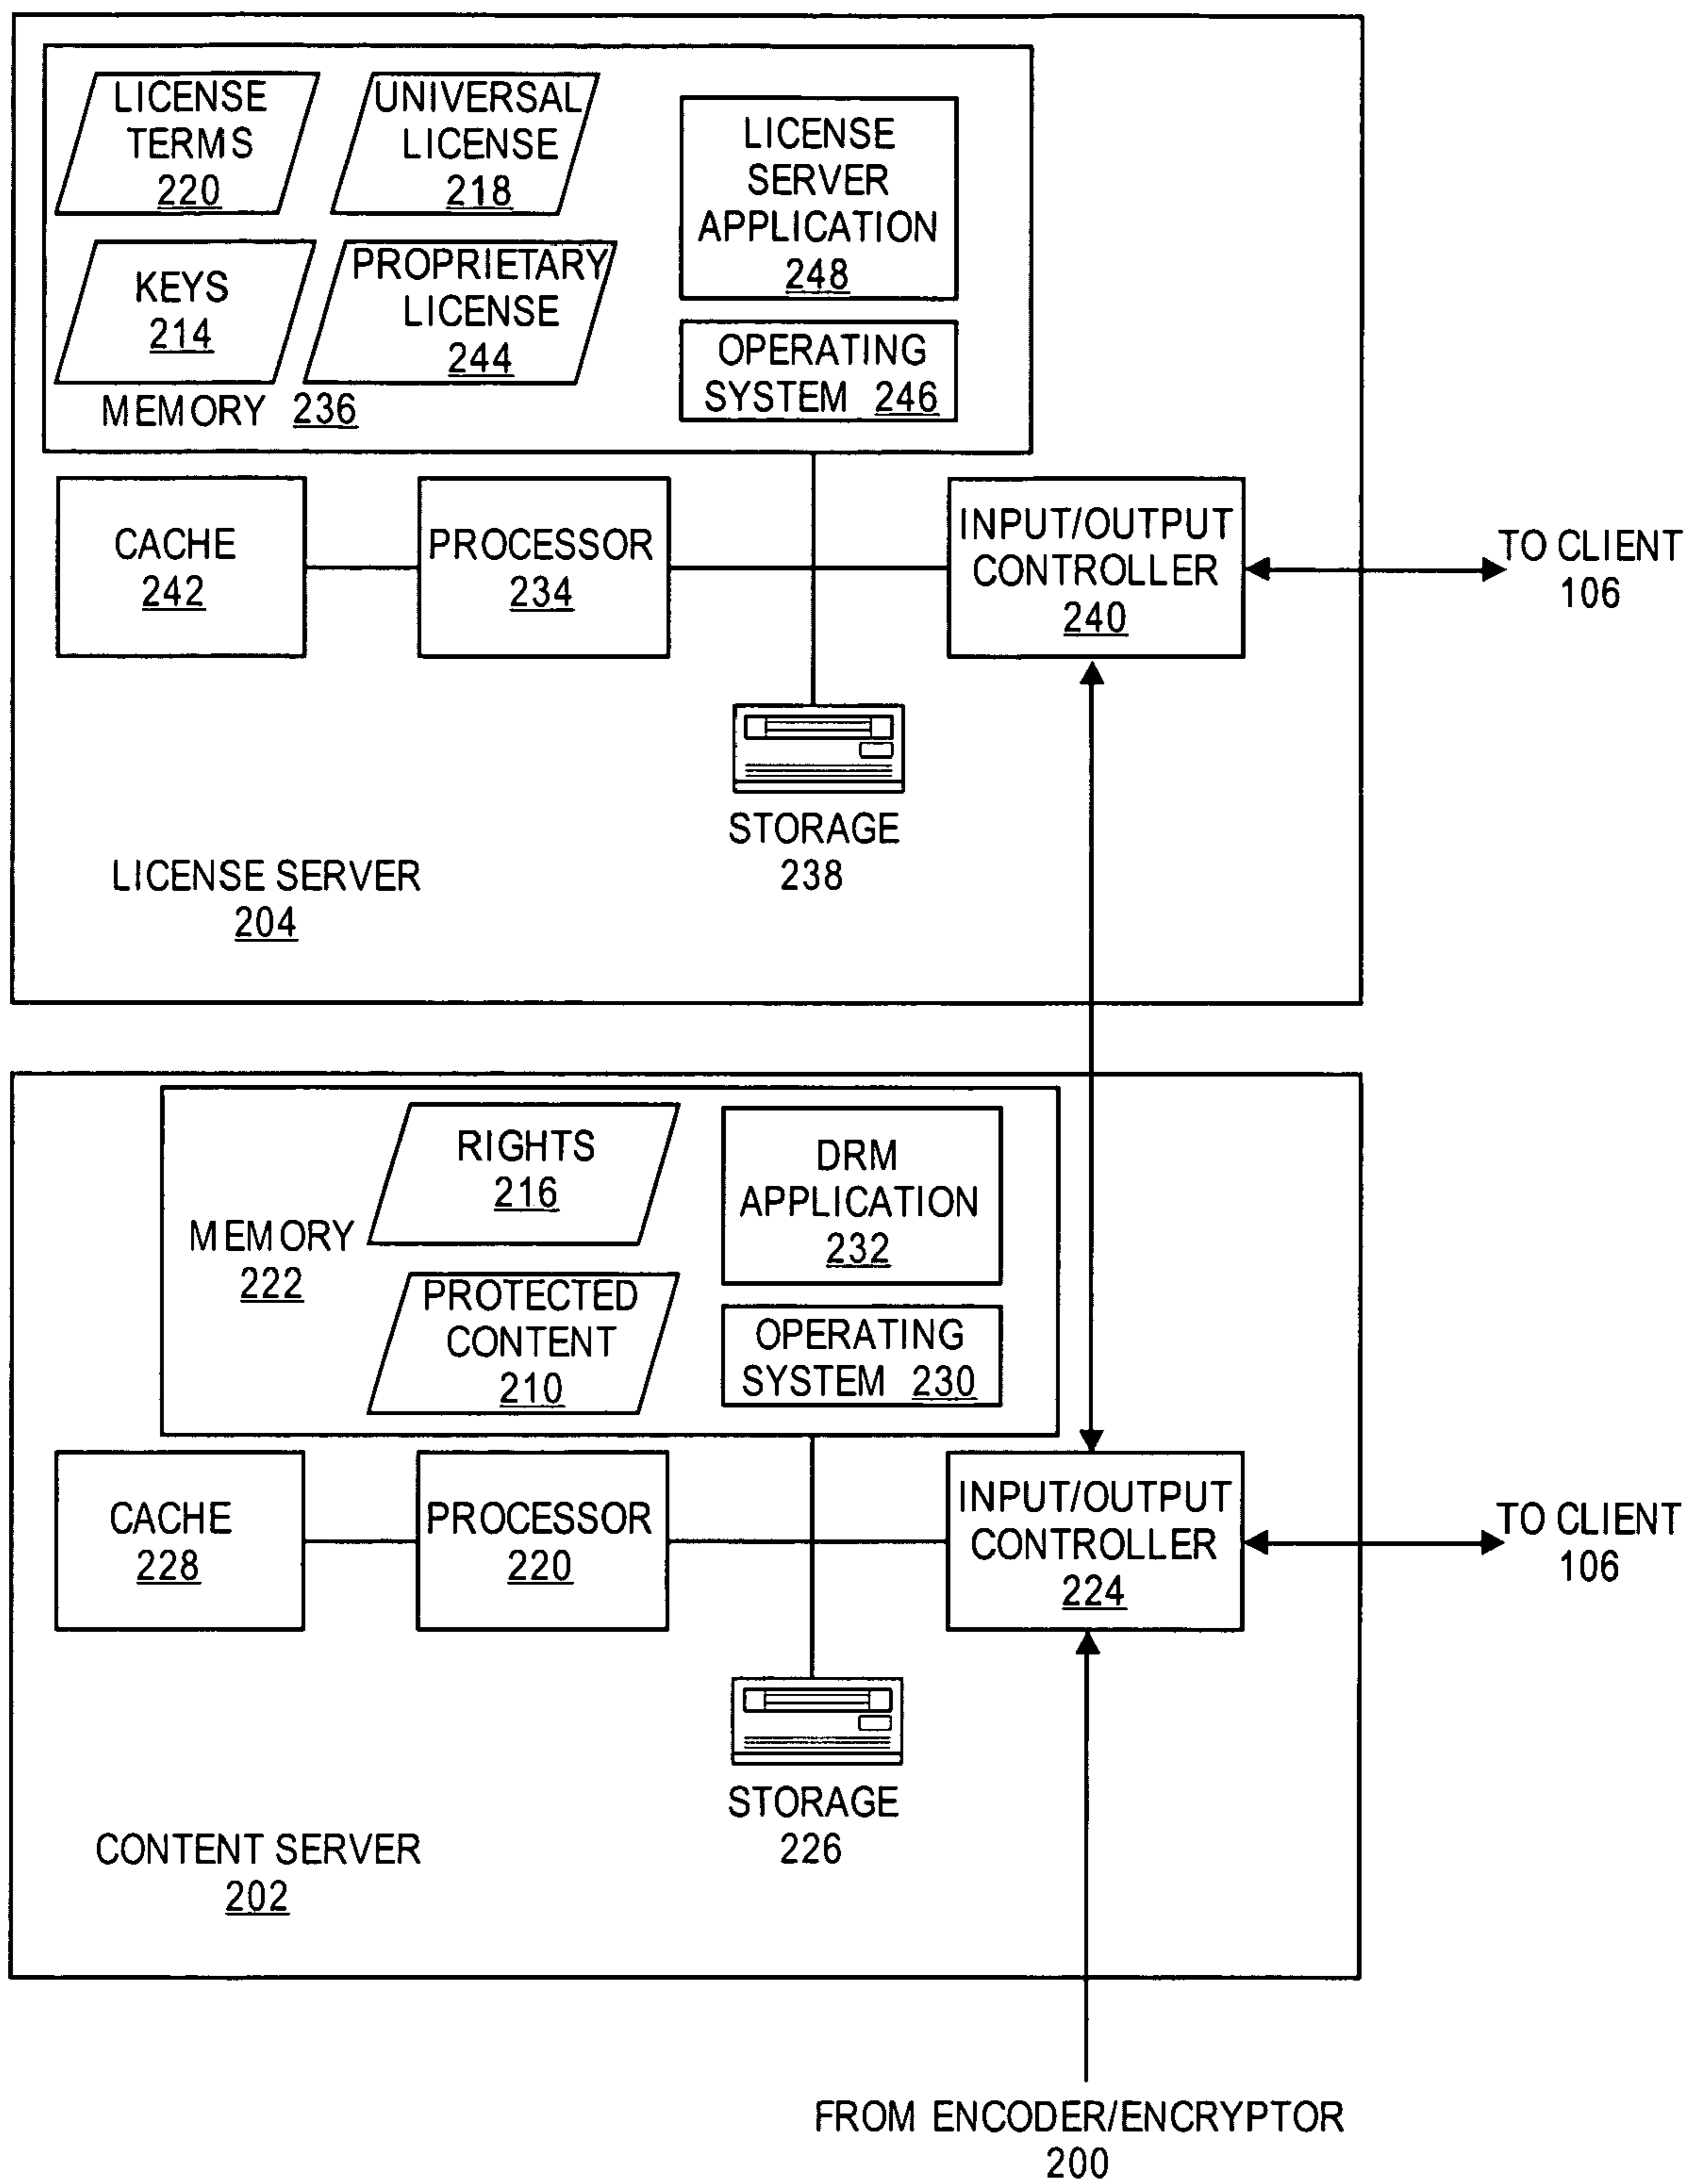 LICENSE
TERMS
220
UNIVERSAL
LICENSE
218
LICENSE
SERVER
APPLICATION
248
KEYS
214
PROPRIETARY
LICENSE
244
OPERATING
SYSTEM 246
MEMORY 236
CACHE
242
PROCESSOR
234
INPUT/OUTPUT
CONTROLLER
240
TO CLIENT
106
STORAGE
238
LICENSE SERVER
204
RIGHTS
216
DRM
APPLICATION
232
MEMORY
222
PROTECTED
CONTENT
210
OPERATING
SYSTEM 230
CACHE
228
PROCESSOR
220
INPUT/OUTPUT
CONTROLLER
224
TO CLIENT
106
STORAGE
226
CONTENT SERVER
202
FROM ENCODER/ENCRYPTOR
200